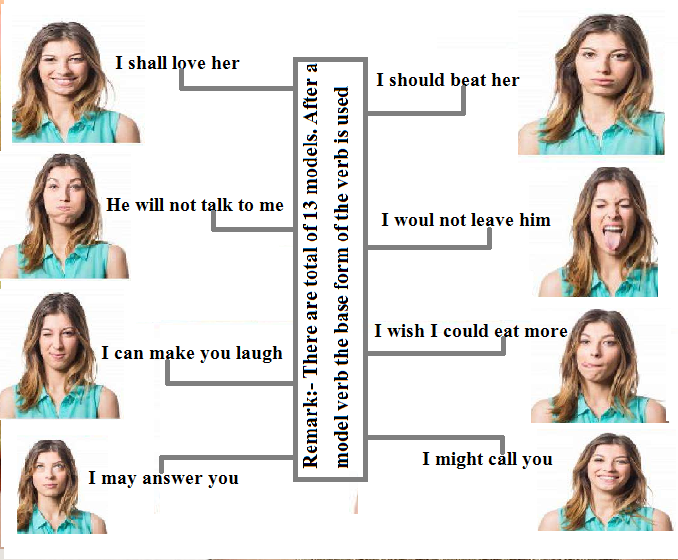 I shall love her
He will not talk to me
I can make you laugh
I may answer you
Remark:- There are total of 13 models. After a
model verb the base form of the verb is used
I should beat her
I woul not leave him
I wish I could eat more
I might call you